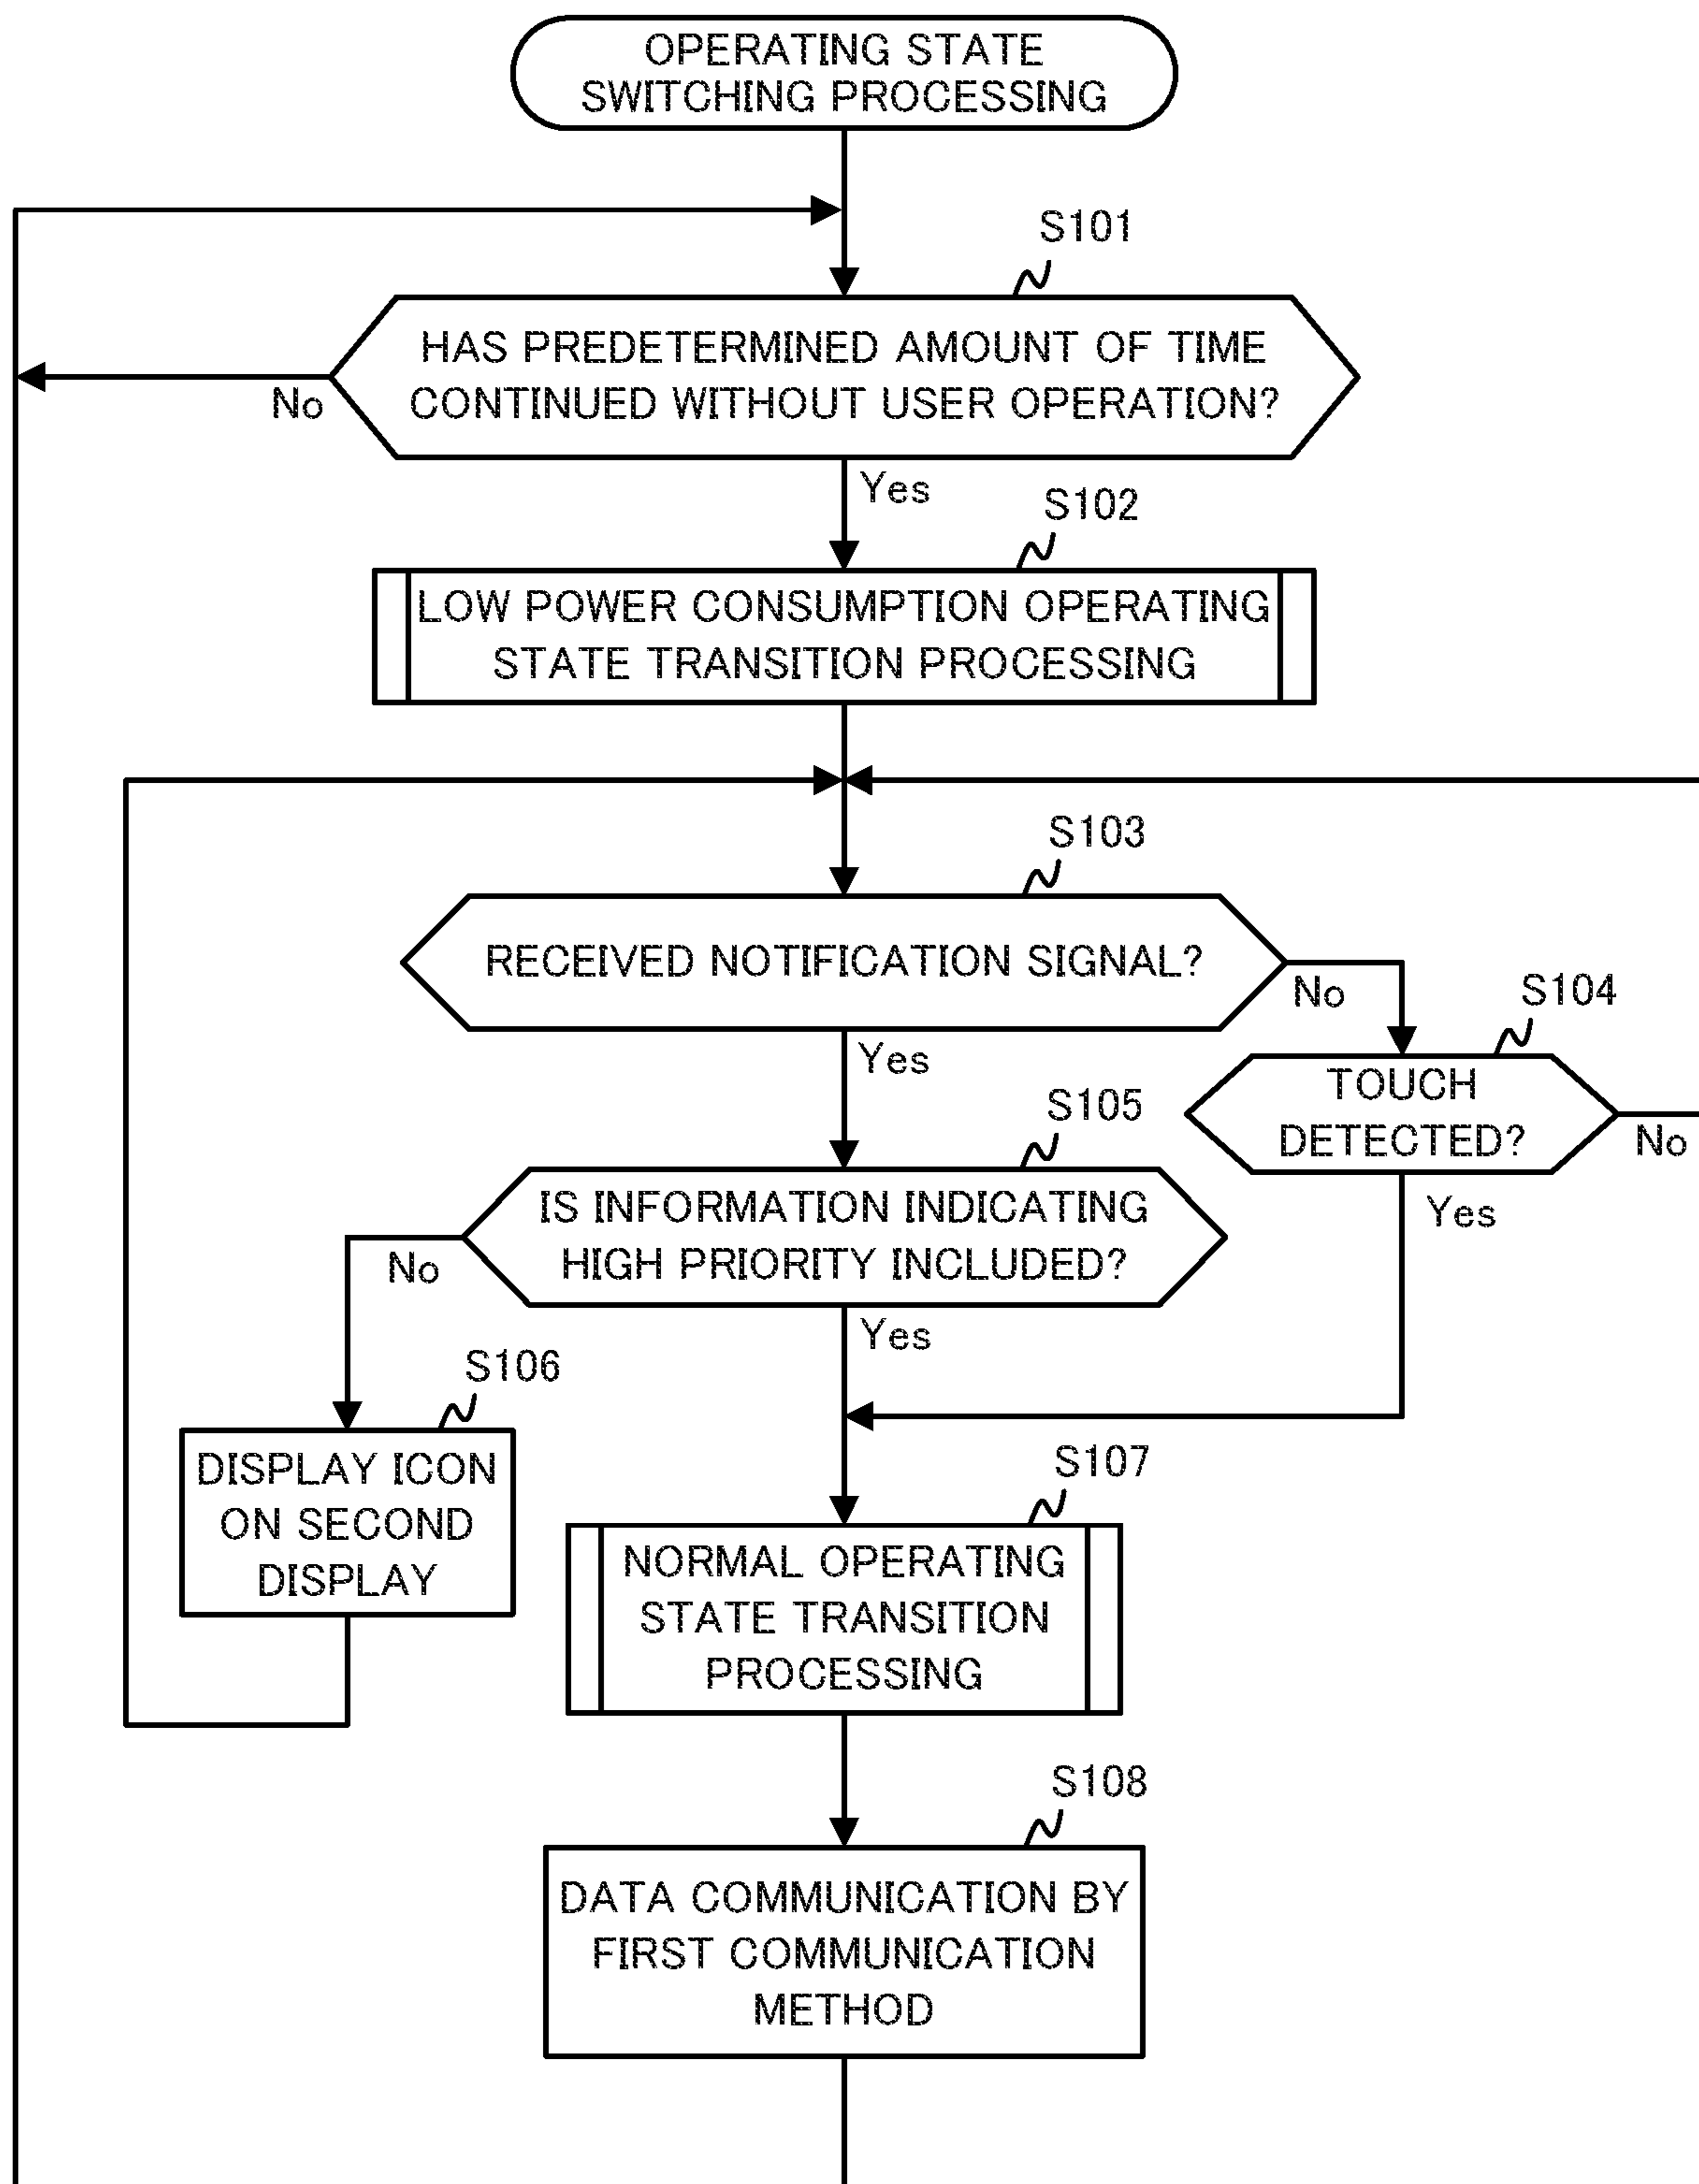 OPERATING STATE
SWITCHING PROCESSING
S101
HAS PREDETERMINED AMOUNT OF TIME
CONTINUED WITHOUT USER OPERATION?
No
Yes
S102
LOW POWER CONSUMPTION OPERATING
STATE TRANSITION PROCESSING
S103
RECEIVED NOTIFICATION SIGNAL?
No
Yes
S104
TOUCH
DETECTED?
No
Yes
S105
IS INFORMATION INDICATING
HIGH PRIORITY INCLUDED?
No
Yes
S106
DISPLAY ICON
ON SECOND
DISPLAY
S107
NORMAL OPERATING
STATE TRANSITION
PROCESSING
S108
DATA COMMUNICATION BY
FIRST COMMUNICATION
METHOD